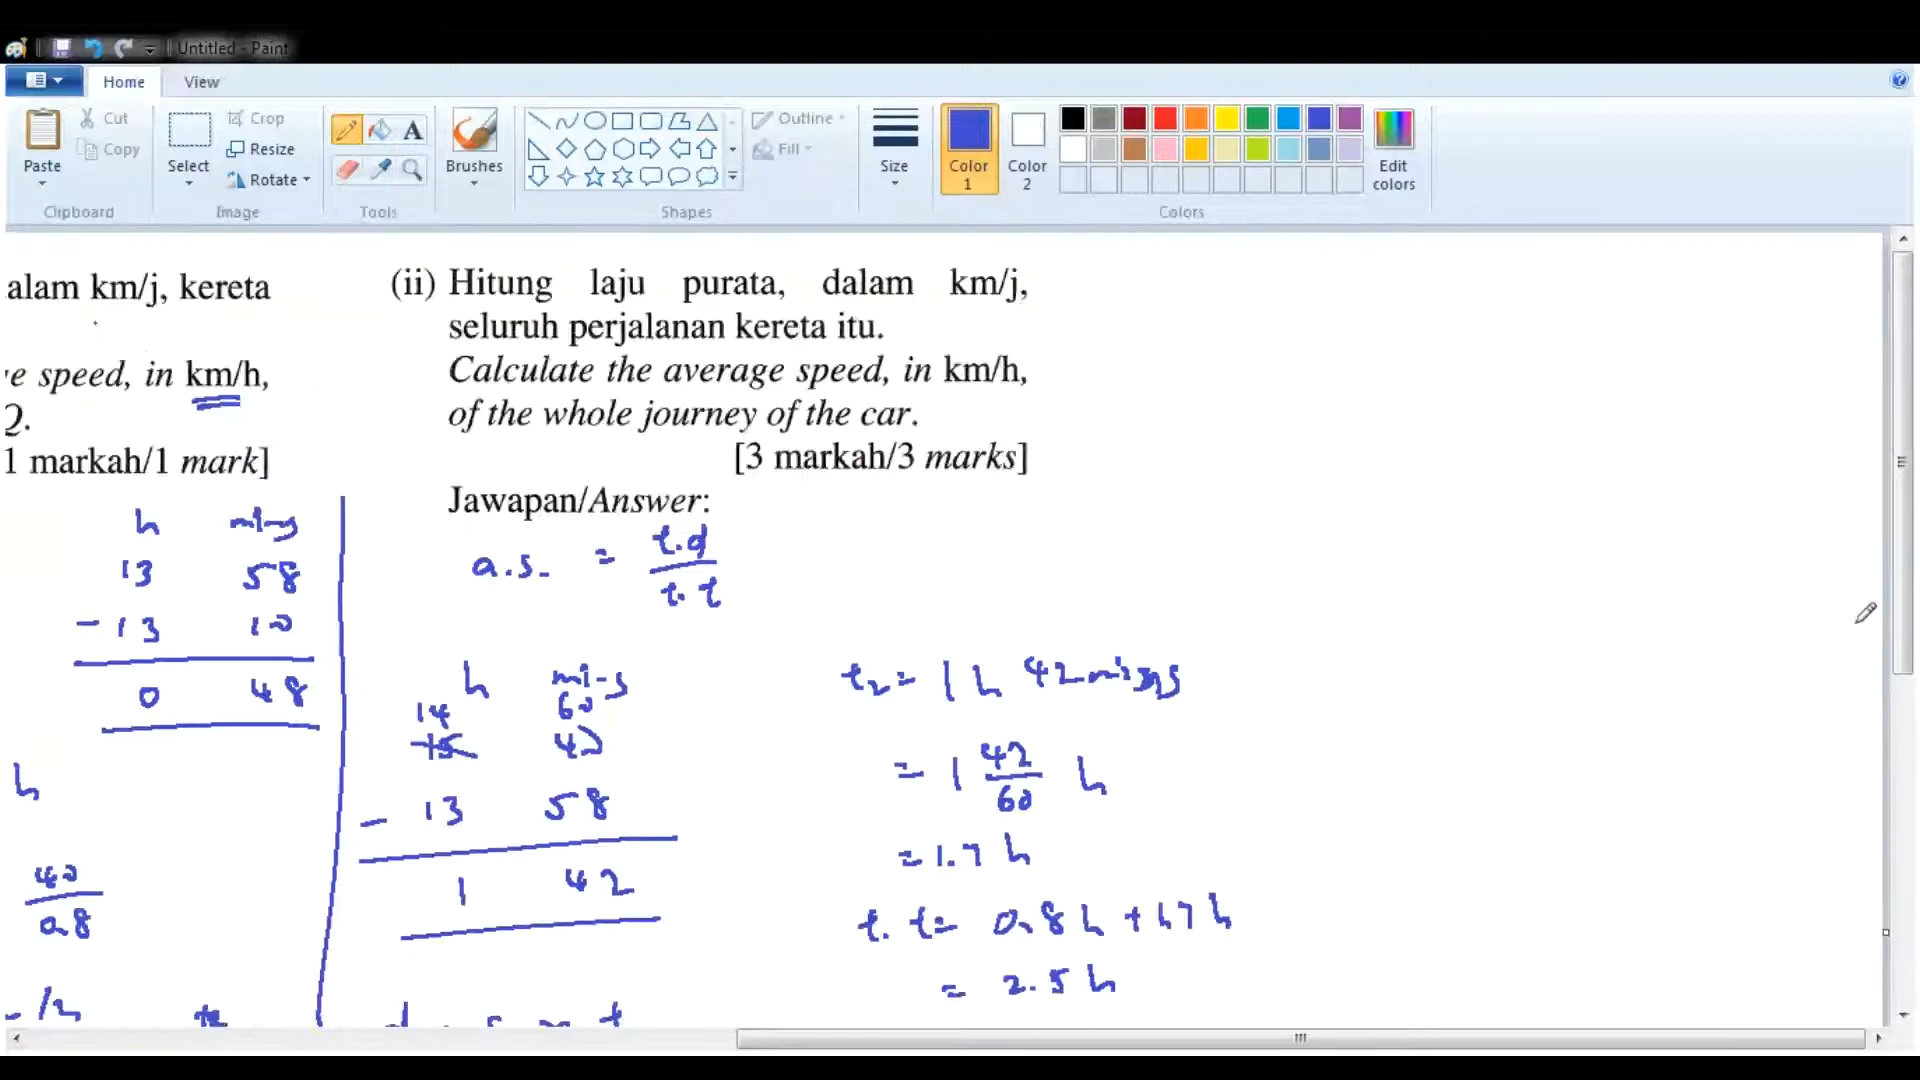 Untitled - Paint
Home
View
Paste
Cut
Copy
Clipboard
Select
Crop
Resize
Rotate
Image
A
Tools
Brushes
Outline
Fill
Shapes
Size
Color 1
Color 2
Edit colors
Colors
alam km/j, kereta
e speed, in km/h,
Q.
1 markah/1 mark]
(ii) Hitung laju purata, dalam km/j,
seluruh perjalanan kereta itu.
Calculate the average speed, in km/h,
of the whole journey of the car.
[3 markah/3 marks]
Jawapan/Answer:
h mins
13 58
- 13 10
0 48
h
40
0.8
/h
a.s. = t.d / t.t
h mins
14 60
15 40
- 13 58
1 42
t2 = 1 h 42 mins
= 1 42/60 h
= 1.7 h
t. t = 0.8 h + 1.7 h
= 2.5 h